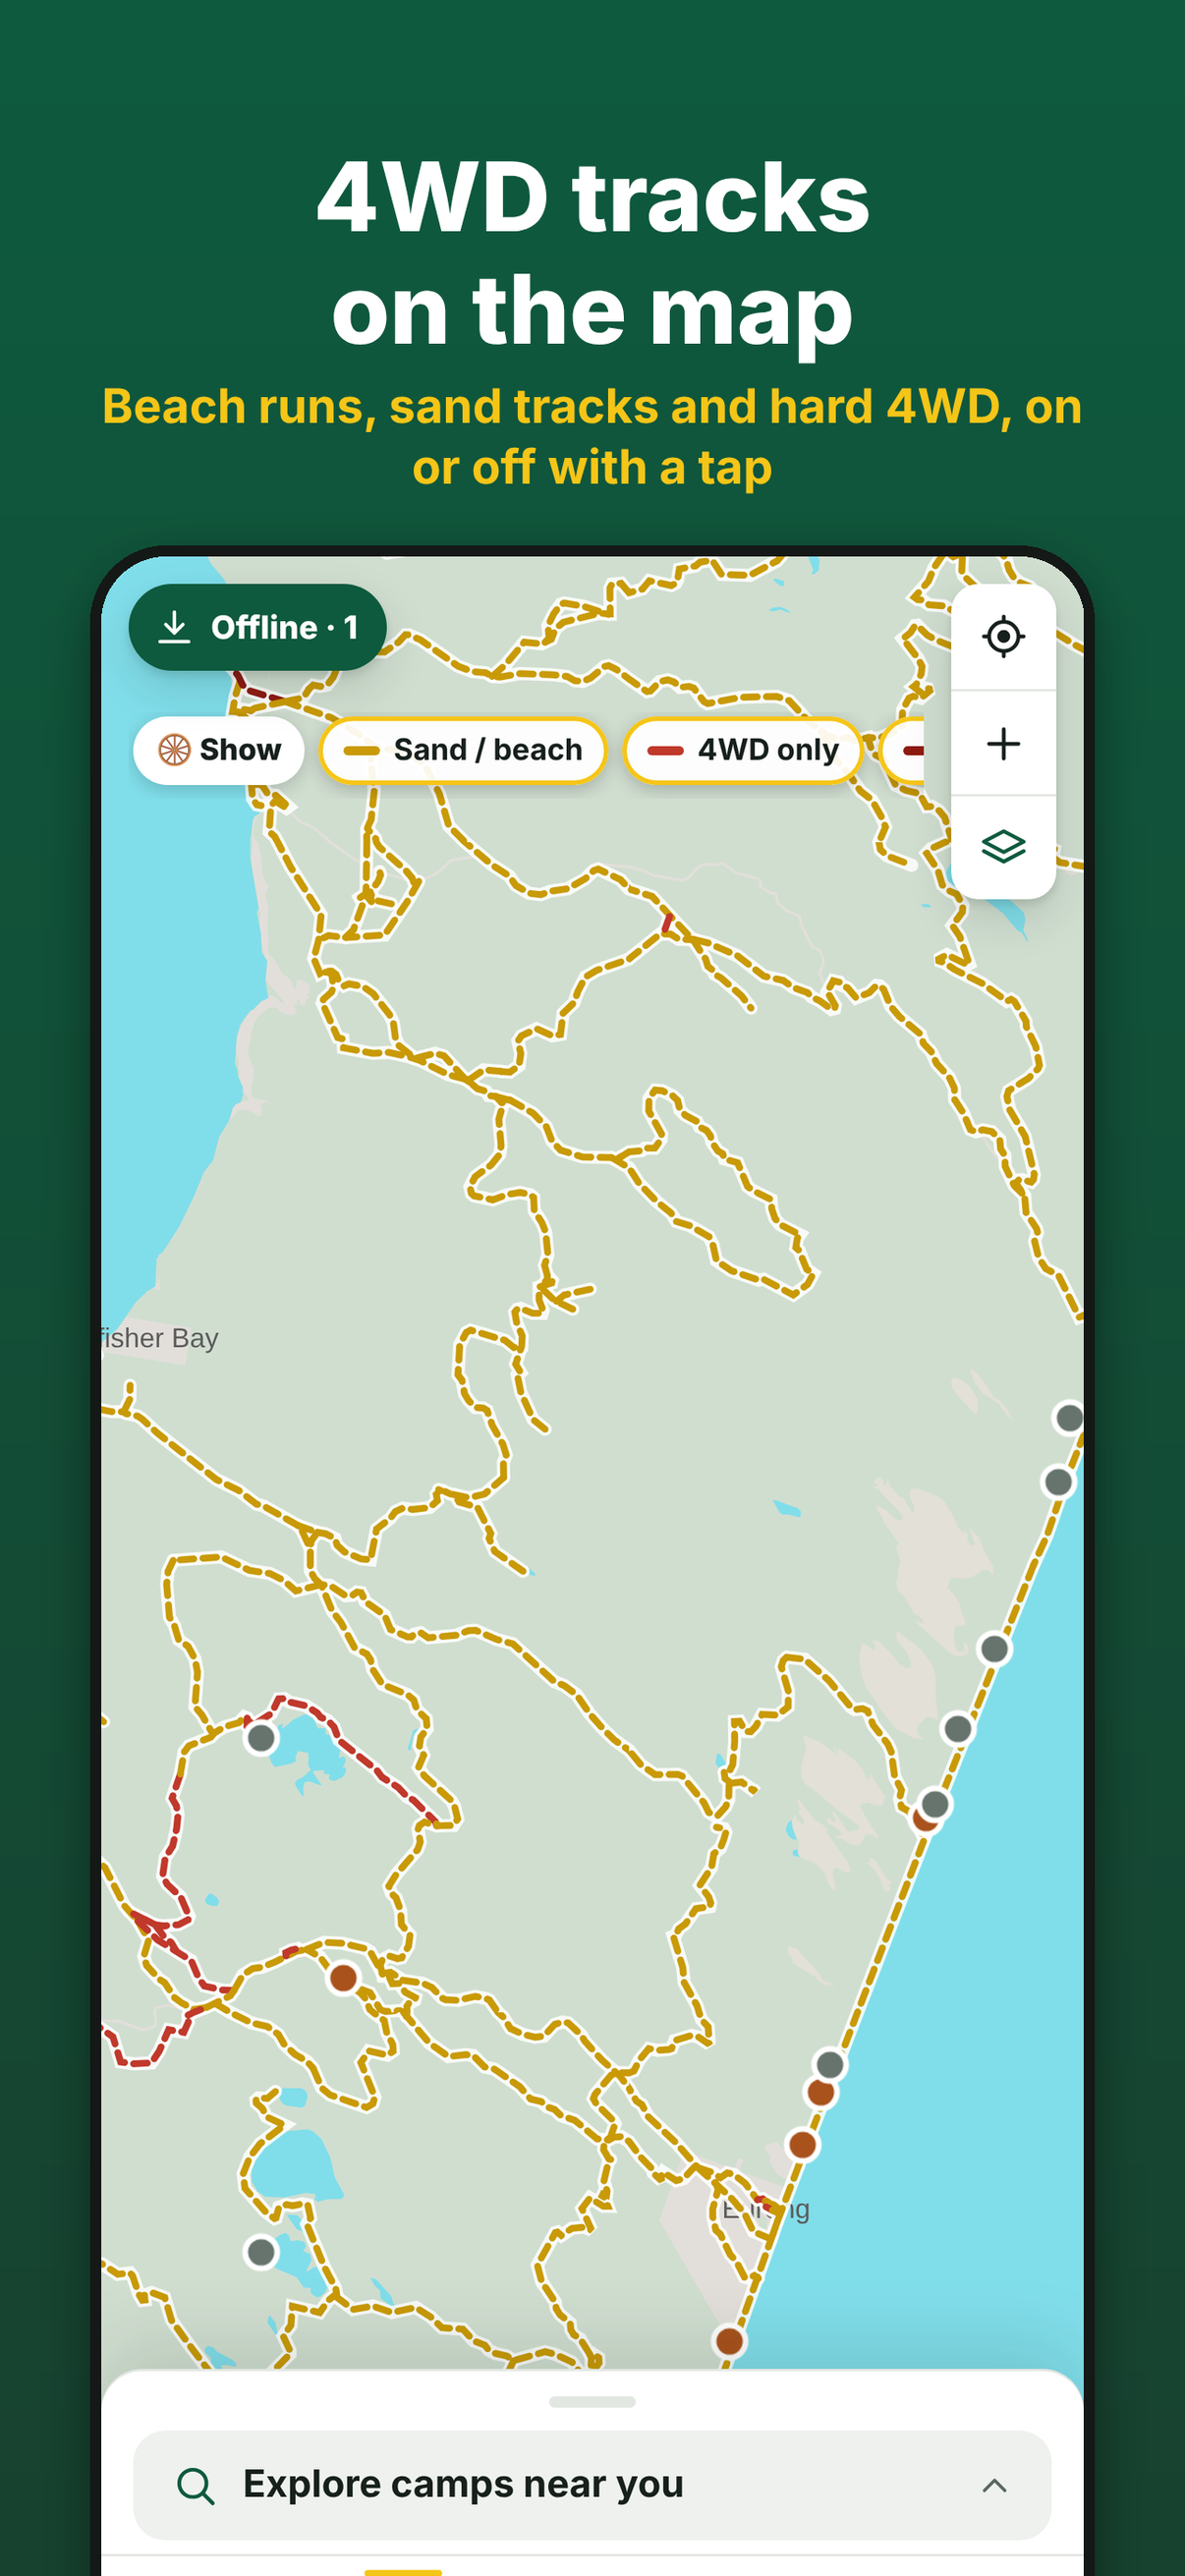 4WD tracks
on the map
Beach runs, sand tracks and hard 4WD, on
or off with a tap
Offline · 1
Show
Sand / beach
4WD only
fisher Bay
Explore camps near you